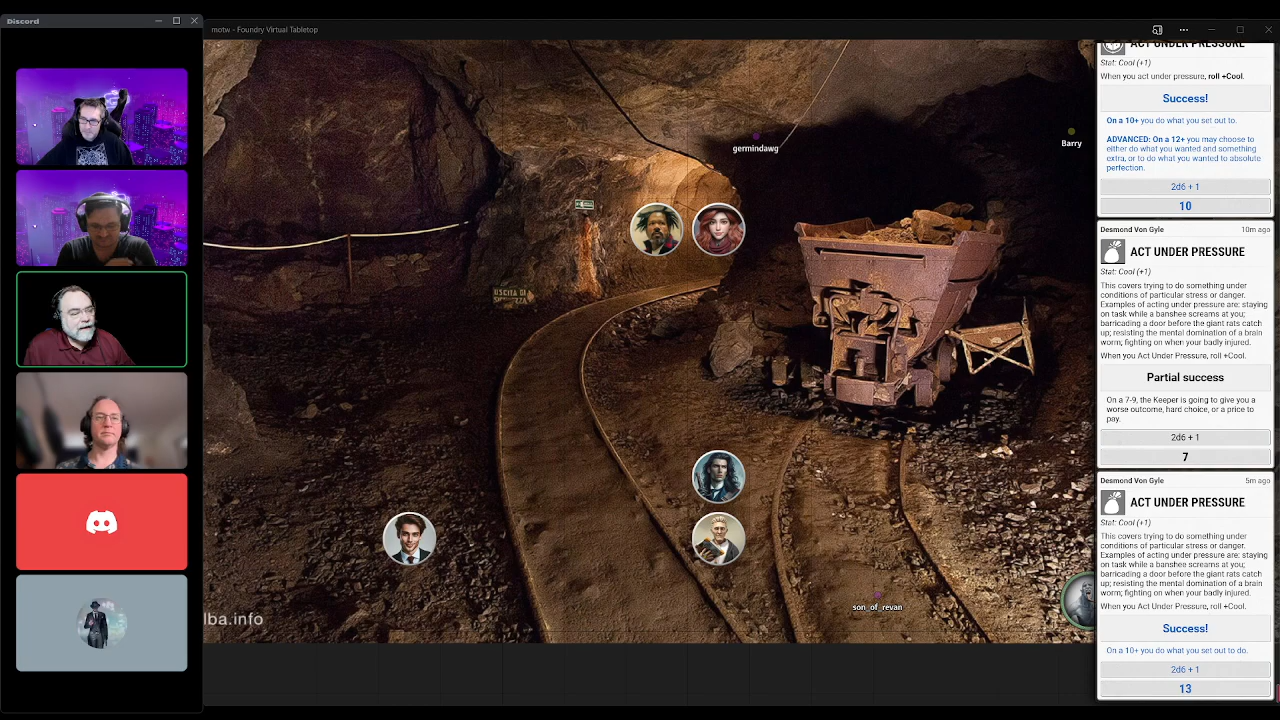 Discord
motw - Foundry Virtual Tabletop
germindawg
Barry
USCITA DI
SICUREZZA
son_of_revan
lba.info
ACT UNDER PRESSURE
Stat: Cool (+1)
When you act under pressure, roll +Cool.
Success!
On a 10+ you do what you set out to.
ADVANCED: On a 12+ you may choose to
either do what you wanted and something
extra, or to do what you wanted to absolute
perfection.
2d6 + 1
10
Desmond Von Gyle 10m ago
ACT UNDER PRESSURE
Stat: Cool (+1)
This covers trying to do something under
conditions of particular stress or danger.
Examples of acting under pressure are: staying
on task while a banshee screams at you;
barricading a door before the giant rats catch
up; resisting the mental domination of a brain
worm; fighting on when your badly injured.
When you Act Under Pressure, roll +Cool.
Partial success
On a 7-9, the Keeper is going to give you a
worse outcome, hard choice, or a price to
pay.
2d6 + 1
7
Desmond Von Gyle 5m ago
ACT UNDER PRESSURE
Stat: Cool (+1)
This covers trying to do something under
conditions of particular stress or danger.
Examples of acting under pressure are: staying
on task while a banshee screams at you;
barricading a door before the giant rats catch
up; resisting the mental domination of a brain
worm; fighting on when your badly injured.
When you Act Under Pressure, roll +Cool.
Success!
On a 10+ you do what you set out to do.
2d6 + 1
13